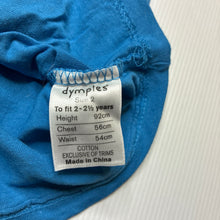 dymples
Size 2
To fit 2-2½ years
Height 92cm
Chest 56cm
Waist 54cm
COTTON
EXCLUSIVE OF TRIMS
Made in China